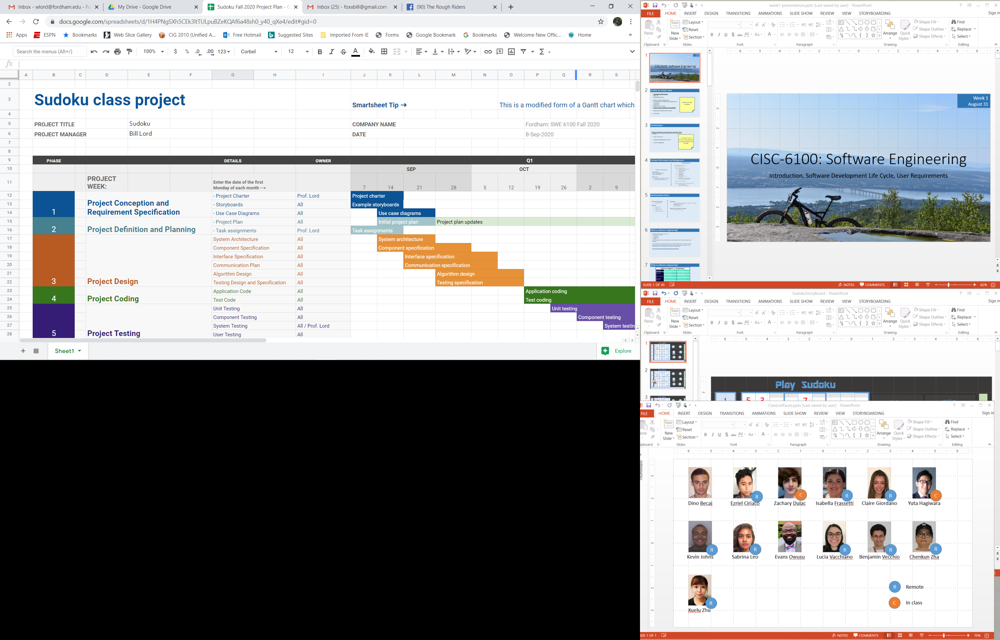 Inbox - wlord@fordham.edu - Fo
My Drive - Google Drive
Sudoku Fall 2020 Project Plan - G
Inbox (25) - foxxbill@gmail.com
(90) The Rough Riders
docs.google.com/spreadsheets/d/1H4PNgSXh5CEk3ltTULpuBZeKQAf6a48sh0_y40_qXe4/edit#gid=0
Apps ESPN Bookmarks Web Slice Gallery CIG 2010 (Unified A... Free Hotmail Suggested Sites Imported From IE Forms Google Bookmark Bookmarks Welcome New Offic... Home »
Search the menus (Alt+/) 100% $ % .0 .00 123 Corbel 12 B I S A
fx
A B C D E F G H I J K L M N O P Q R S
2
3 Sudoku class project Smartsheet Tip → This is a modified form of a Gantt chart which
4
5 PROJECT TITLE Sudoku COMPANY NAME Fordham: SWE 6100 Fall 2020
6 PROJECT MANAGER Bill Lord DATE 8-Sep-2020
7
8
9 PHASE DETAILS OWNER Q1
10 SEP OCT
11 PROJECT WEEK: Enter the date of the first Monday of each month --> 7 14 21 28 5 12 19 26 2 9
12 - Project Charter Prof. Lord Project charter
13 Project Conception and - Storyboards All Example storyboards
14 1 Requirement Specification - Use Case Diagrams All Use case diagrams
15 - Project Plan All Initial project plan Project plan updates
16 2 Project Definition and Planning - Task assignments Prof. Lord Task assignments
17 System Architecture All System architecture
18 Component Specification All Component specification
19 Interface Specification All Interface specification
20 Communication Plan All Communication specification
21 Algorithm Design All Algorithm design
22 3 Project Design Testing Design and Specification All Testing specification
23 Application Code All Application coding
24 4 Project Coding Test Code All Test coding
25 Unit Testing All Unit testing
26 Component Testing All Component testing
27 System Testing All / Prof. Lord System testin
28 5 Project Testing User Testing All
Sheet1
Explore
week1-presentation.pptx [Last saved by user] - PowerPoint
FILE HOME INSERT DESIGN TRANSITIONS ANIMATIONS SLIDE SHOW REVIEW VIEW STORYBOARDING Sign in
Paste New Slide Layout Reset Section Arrange Quick Styles Shape Fill Shape Outline Shape Effects Find Replace Select
Clipboard Slides Font Paragraph Drawing Editing
1 CISC-6100: Software Engineering
2 Outline for today's class
3 Introductions
4 Contact Information and Background
5 Administrative Items
6 What is software engineering?
7 What is software engineering?
Week 1
August 31
CISC-6100: Software Engineering
Introduction, Software Development Life Cycle, User Requirements
SLIDE 1 OF 45 NOTES COMMENTS 62%
SudokuStoryBoard - PowerPoint
FILE HOME INSERT DESIGN TRANSITIONS ANIMATIONS SLIDE SHOW REVIEW VIEW STORYBOARDING Sign in
Paste New Slide Layout Reset Section Arrange Quick Styles Shape Fill Shape Outline Shape Effects Find Replace Select
Clipboard Slides Font Paragraph Drawing Editing
1
2
3
Play Sudoku
1 5 3 7
ClassListFaces.pptx [Last saved by user] - PowerPoint
FILE HOME INSERT DESIGN TRANSITIONS ANIMATIONS SLIDE SHOW REVIEW VIEW STORYBOARDING Sign in
aste New Slide Layout Reset Section Arrange Quick Styles Shape Fill Shape Outline Shape Effects Find Replace Select
ipboard Slides Font Paragraph Drawing Editing
Thumbnails
R C R R C
Dino Becaj Ezriel Ciriaco Zachary Dulac Isabella Frassetti Claire Giordano Yuta Hagiwara
R R R R R
Kevin Johns Sabrina Leo Evans Owusu Lucia Vacchiano Benjamin Vecchio Chenkun Zha
R
Xuelu Zhu
R Remote
C In class
IDE 1 OF 1 NOTES COMMENTS 70%